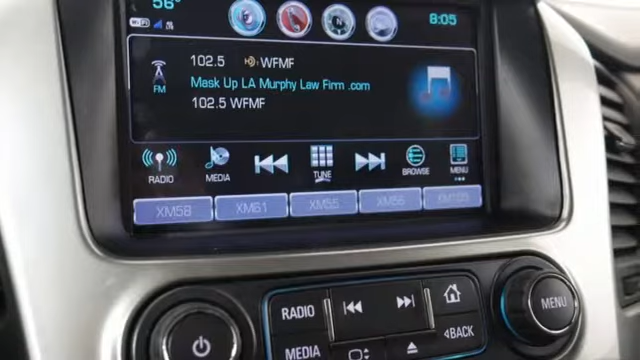 56°
8:05
102.5 WFMF
FM
Mask Up LA Murphy Law Firm .com
102.5 WFMF
RADIO MEDIA TUNE BROWSE MENU
XM58 XM61 XM55 XM56
RADIO
MENU
MEDIA
BACK